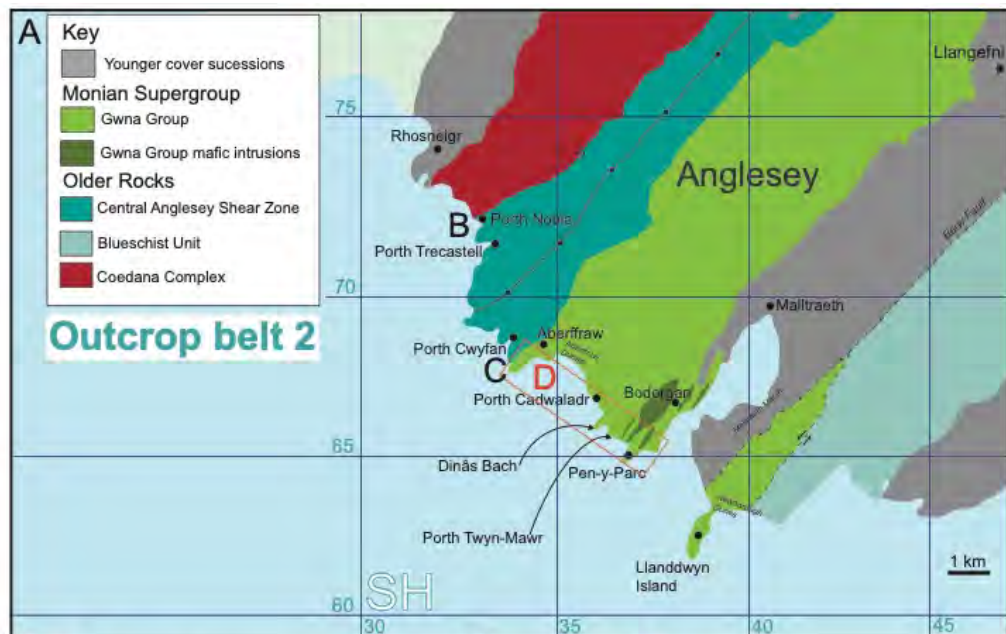 A
Key
Younger cover sucessions
Monian Supergroup
Gwna Group
Gwna Group mafic intrusions
Older Rocks
Central Anglesey Shear Zone
Blueschist Unit
Coedana Complex
Outcrop belt 2
Llangefni
75
Rhosneigr
Anglesey
B
Porth Nobla
Porth Trecastell
Berw Fault
70
Malltraeth
Aberffraw
Porth Cwyfan
C
D
Bodorgan
Porth Cadwaladr
65
Dinâs Bach
Pen-y-Parc
Porth Twyn-Mawr
Llanddwyn
Island
1 km
SH
60
30
35
40
45